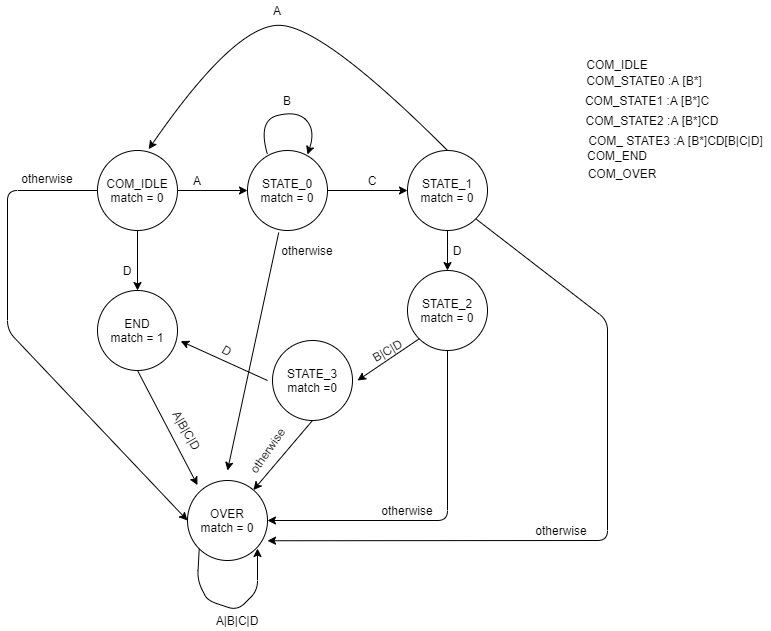 A
COM_IDLE
COM_STATE0 :A [B*]
COM_STATE1 :A [B*]C
COM_STATE2 :A [B*]CD
COM_ STATE3 :A [B*]CD[B|C|D]
COM_END
COM_OVER
B
otherwise
COM_IDLE
match = 0
A
STATE_0
match = 0
C
STATE_1
match = 0
otherwise
D
D
STATE_2
match = 0
END
match = 1
D
STATE_3
match =0
B|C|D
A|B|C|D
otherwise
OVER
match = 0
otherwise
otherwise
A|B|C|D